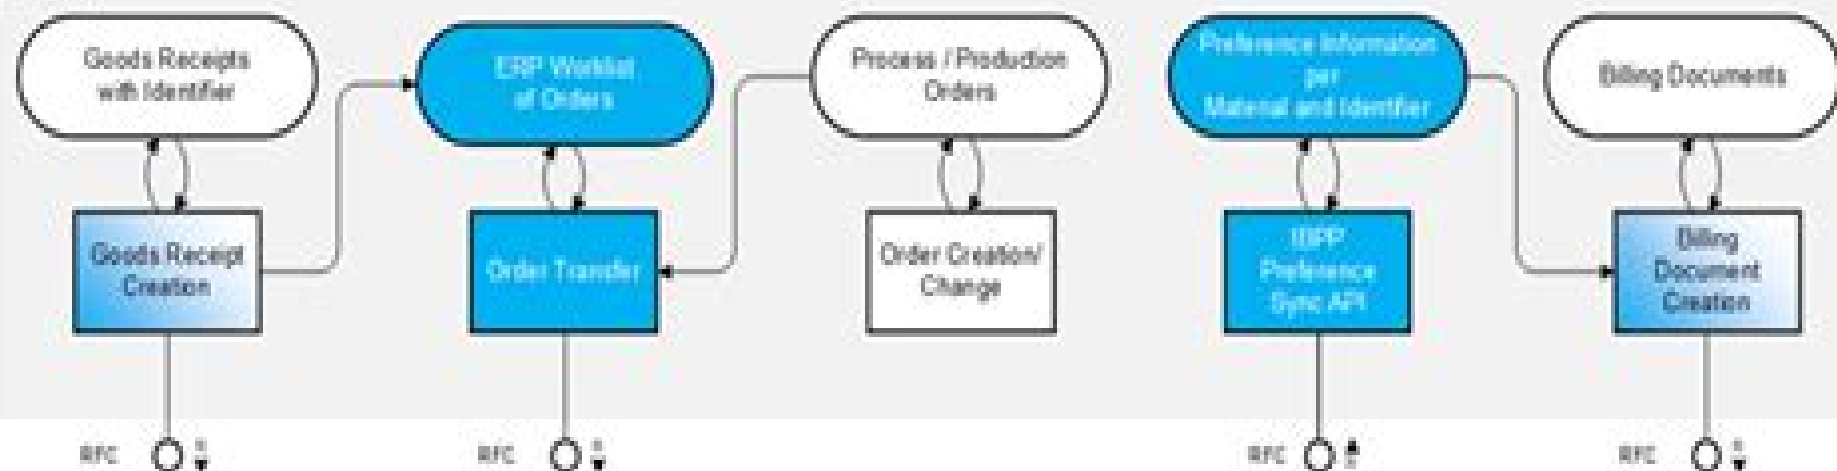 Goods Receipts
with Identifier
ERP Worklist
of Orders
Process / Production
Orders
Preference Information
per
Material and Identifier
Billing Documents
Goods Receipt
Creation
Order Transfer
Order Creation/
Change
IBPP
Preference
Sync API
Billing
Document
Creation
RFC
RFC
RFC
RFC